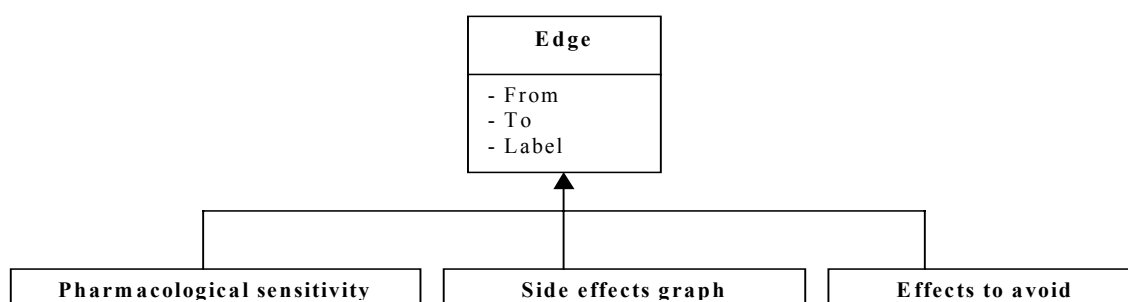 Edge
- From
- To
- Label
Pharmacological sensitivity
Side effects graph
Effects to avoid